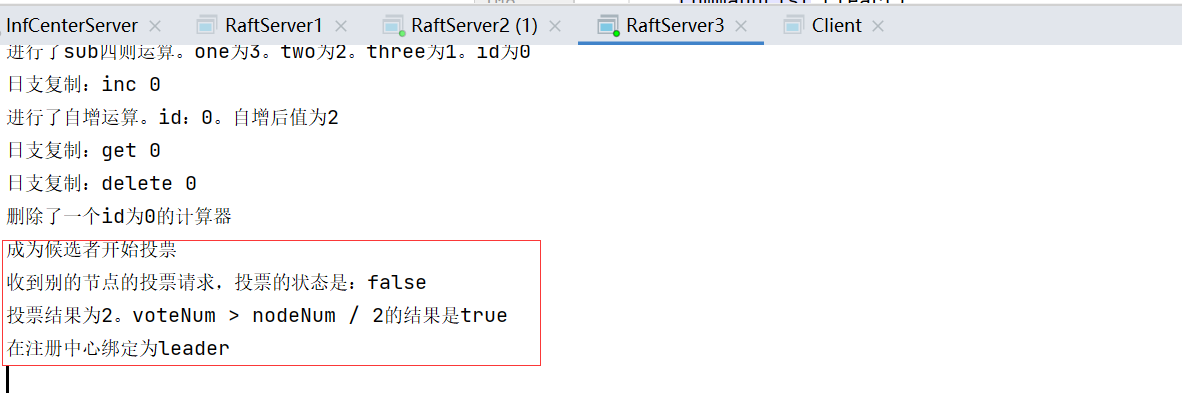 InfCenterServer RaftServer1 RaftServer2 (1) RaftServer3 Client
进行了sub四则运算。one为3。two为2。three为1。id为0
日支复制：inc 0
进行了自增运算。id：0。自增后值为2
日支复制：get 0
日支复制：delete 0
删除了一个id为0的计算器
成为候选者开始投票
收到别的节点的投票请求，投票的状态是：false
投票结果为2。voteNum > nodeNum / 2的结果是true
在注册中心绑定为leader